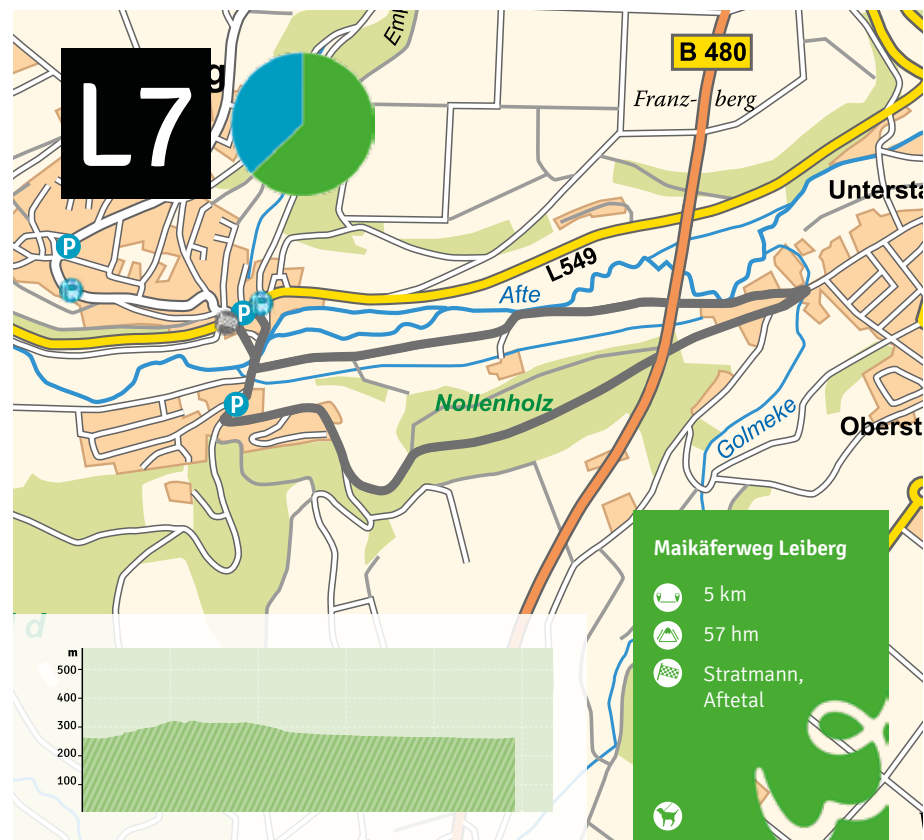 Emp
g
L7
B 480
Franz- berg
P
Unterst
L549
Afte
P
P
Nollenholz
Golmeke
Oberst
Maikäferweg Leiberg
5 km
57 hm
Stratmann,
Aftetal
d
m
500
400
300
200
100